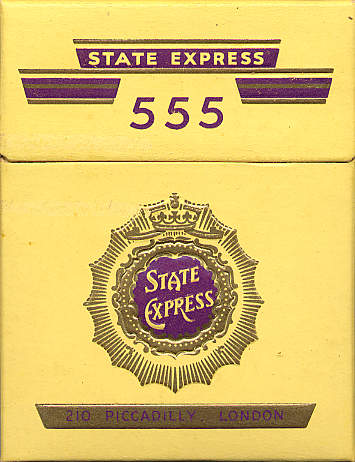 STATE EXPRESS
555
STATE
EXPRESS
210 PICCADILLY LONDON